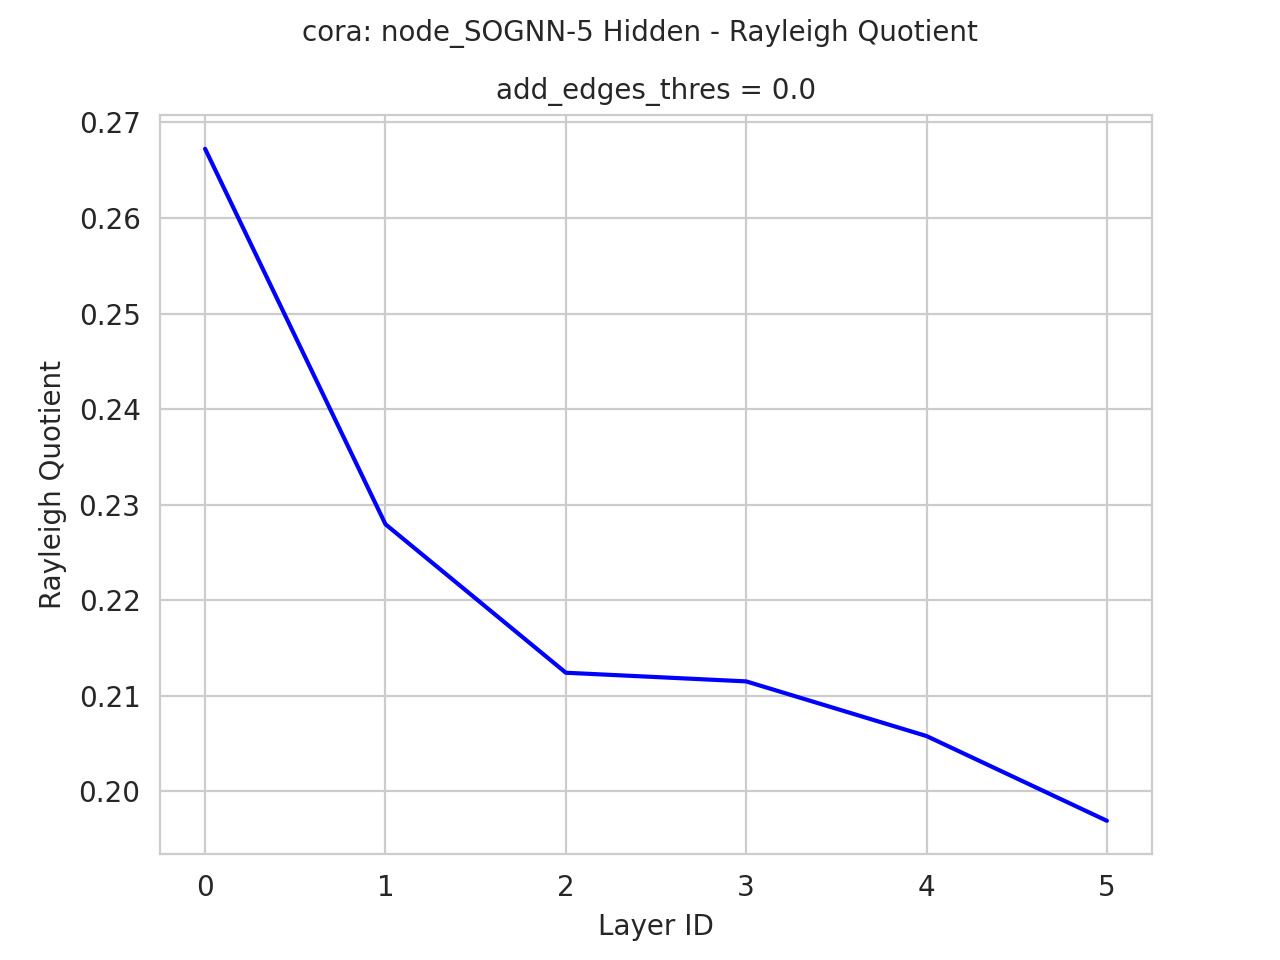 cora: node_SOGNN-5 Hidden - Rayleigh Quotient
add_edges_thres = 0.0
0.27
0.26
0.25
0.24
0.23
0.22
0.21
0.20
Rayleigh Quotient
0 1 2 3 4 5
Layer ID